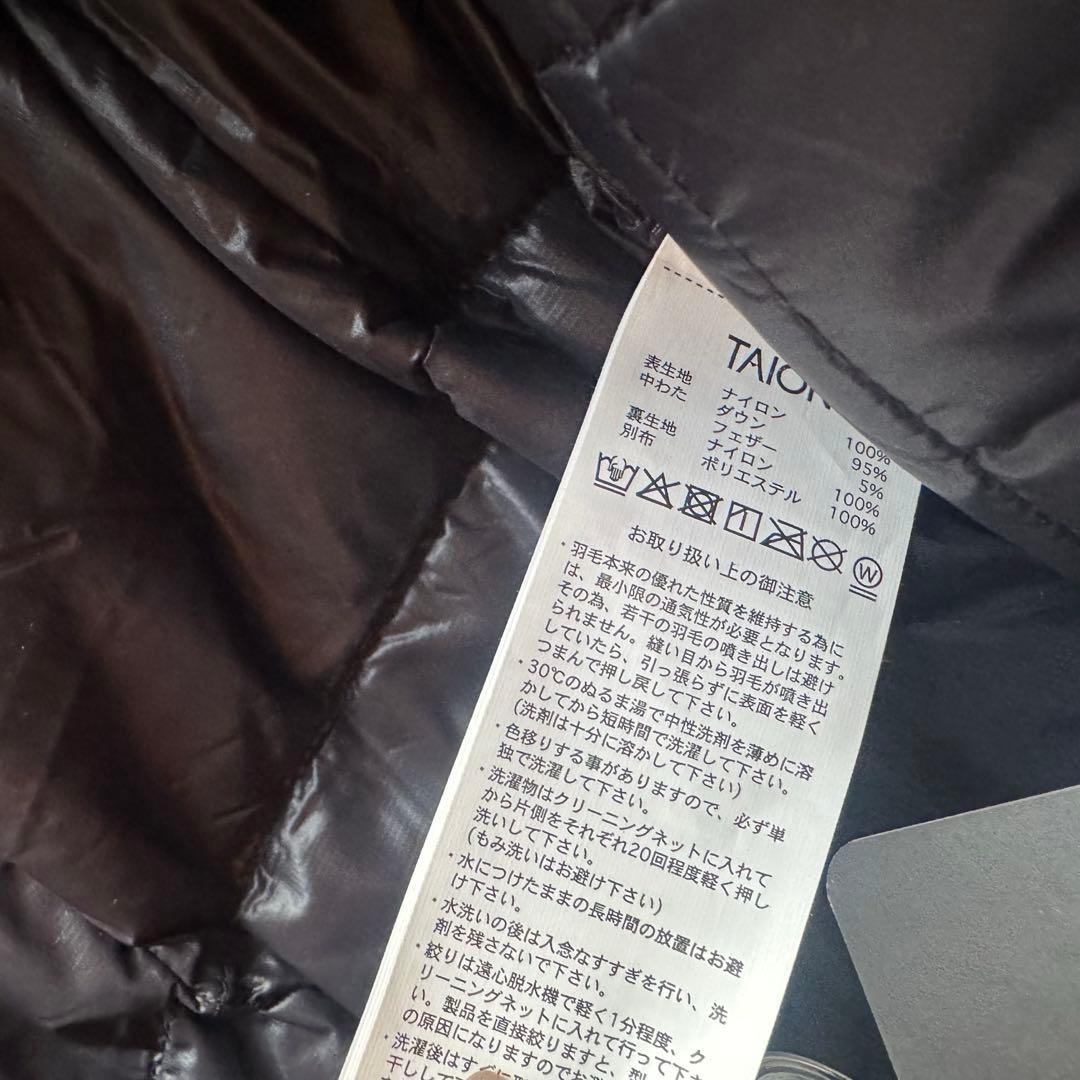 TAION
表生地 ナイロン 100%
中わた ダウン 95%
フェザー 5%
裏生地 ナイロン 100%
別布 ポリエステル 100%
W
お取り扱い上の御注意
・羽毛本来の優れた性質を維持する為に
は、最小限の通気性が必要となります。
その為、若干の羽毛の噴き出しは避け
られません。縫い目から羽毛が噴き出
していたら、引っ張らずに表面を軽く
つまんで押し戻して下さい。
・30℃のぬるま湯で中性洗剤を薄めに溶
かしてから短時間で洗濯して下さい。
(洗剤は十分に溶かして下さい)
・色移りする事がありますので、必ず単
独で洗濯して下さい。
・洗濯物はクリーニングネットに入れて
から片側をそれぞれ20回程度軽く押し
洗いして下さい。
(もみ洗いはお避け下さい)
・水につけたままの長時間の放置はお避
け下さい。
・水洗いの後は入念なすすぎを行い、洗
剤を残さないで下さい。
・絞りは遠心脱水機で軽く1分程度、ク
リーニングネットに入れて行って下さ
い。製品を直接絞りますと、型
の原因になりますのでお
・洗濯後はす
干しして